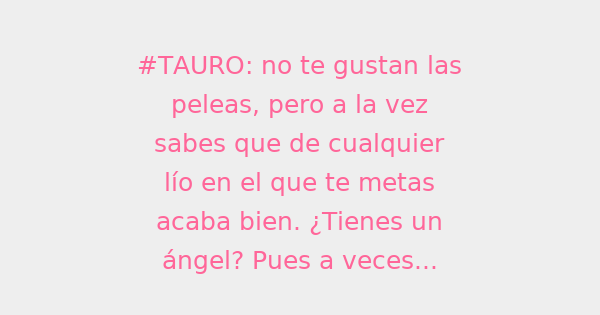 #TAURO: no te gustan las
peleas, pero a la vez
sabes que de cualquier
lío en el que te metas
acaba bien. ¿Tienes un
ángel? Pues a veces...